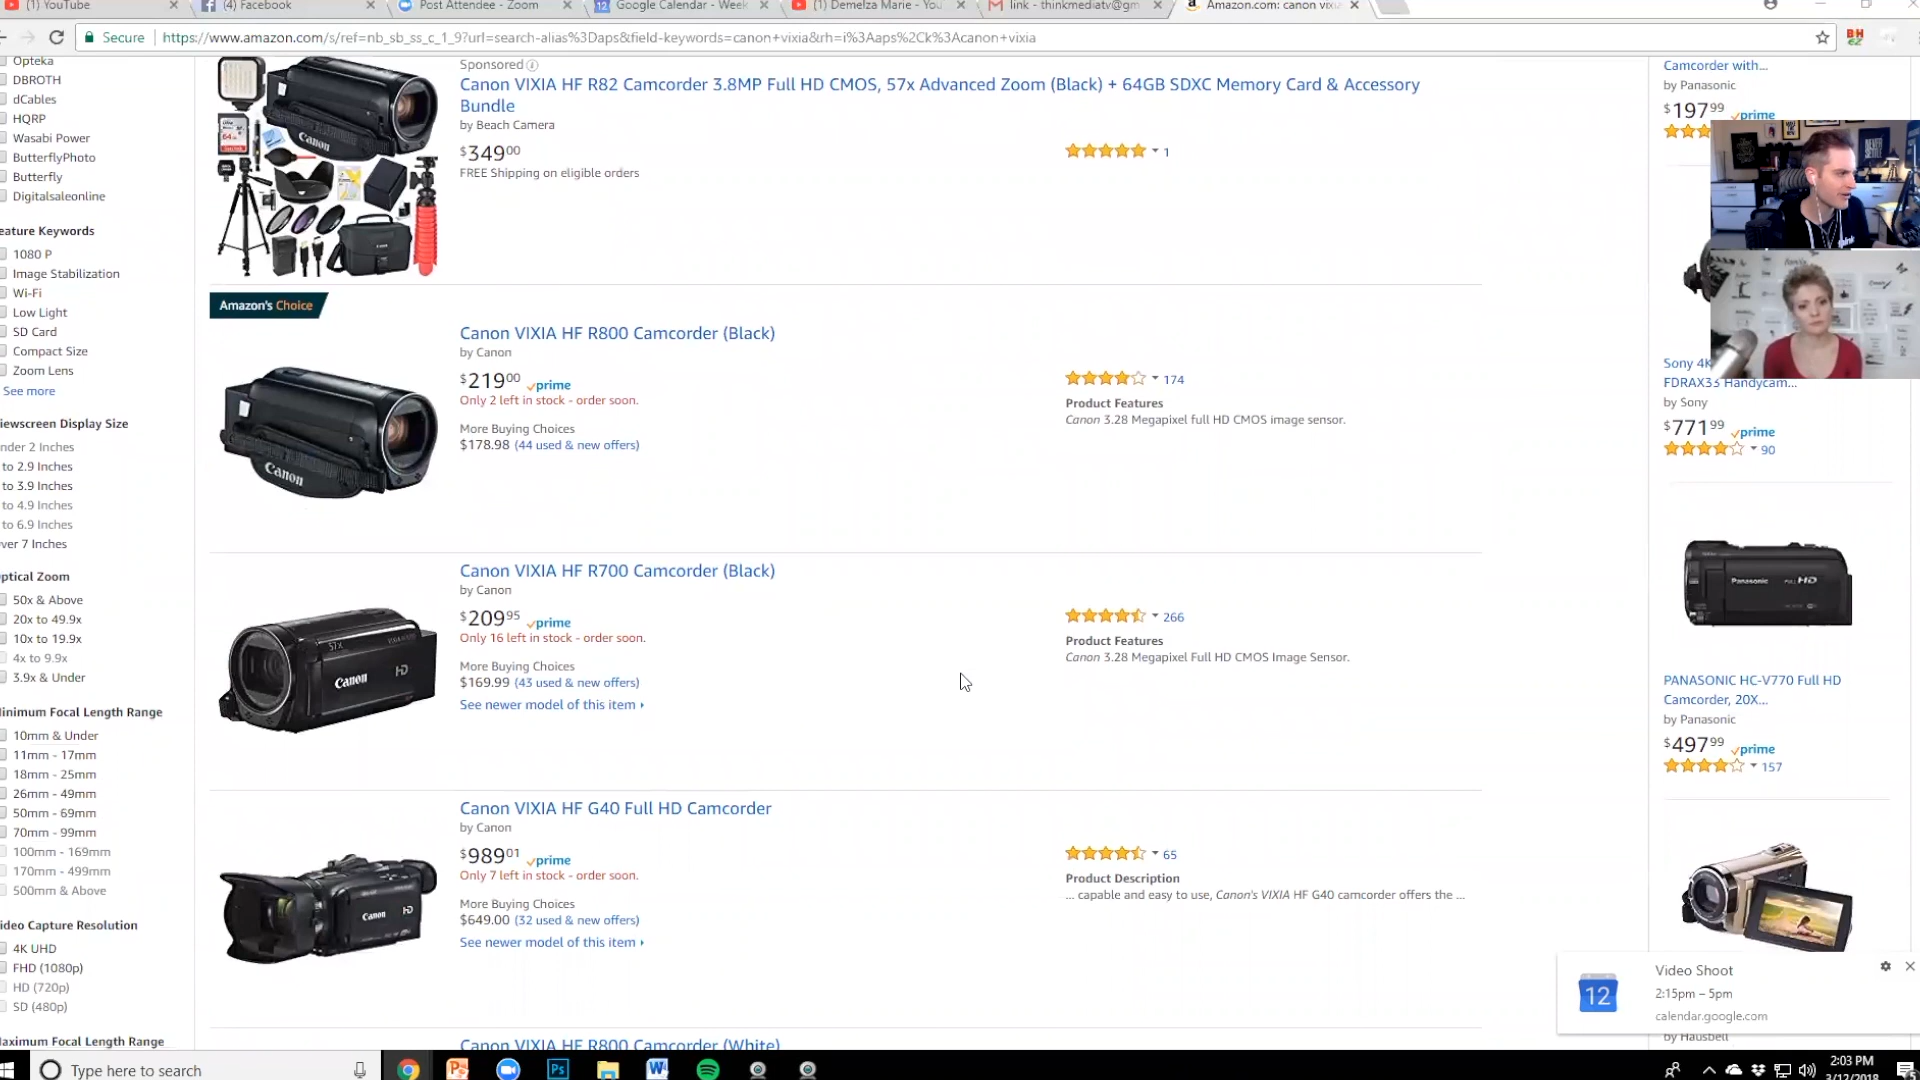 (1) YouTube
(4) Facebook
Post Attendee - Zoom
Google Calendar - Week
(1) Demelza Marie - You
link - thinkmediatv@gm
Amazon.com: canon vixi
Secure
https://www.amazon.com/s/ref=nb_sb_ss_c_1_9?url=search-alias%3Daps&field-keywords=canon+vixia&rh=i%3Aaps%2Ck%3Acanon+vixia
Opteka
DBROTH
dCables
HQRP
Wasabi Power
ButterflyPhoto
Butterfly
Digitalsaleonline
eature Keywords
1080 P
Image Stabilization
Wi-Fi
Low Light
SD Card
Compact Size
Zoom Lens
See more
iewscreen Display Size
nder 2 Inches
to 2.9 Inches
to 3.9 Inches
to 4.9 Inches
to 6.9 Inches
ver 7 Inches
ptical Zoom
50x & Above
20x to 49.9x
10x to 19.9x
4x to 9.9x
3.9x & Under
inimum Focal Length Range
10mm & Under
11mm - 17mm
18mm - 25mm
26mm - 49mm
50mm - 69mm
70mm - 99mm
100mm - 169mm
170mm - 499mm
500mm & Above
ideo Capture Resolution
4K UHD
FHD (1080p)
HD (720p)
SD (480p)
aximum Focal Length Range
Sponsored
Canon VIXIA HF R82 Camcorder 3.8MP Full HD CMOS, 57x Advanced Zoom (Black) + 64GB SDXC Memory Card & Accessory
Bundle
by Beach Camera
$349 00
FREE Shipping on eligible orders
1
Canon
Amazon's Choice
Canon VIXIA HF R800 Camcorder (Black)
by Canon
$219 00 prime
Only 2 left in stock - order soon.
More Buying Choices
$178.98 (44 used & new offers)
174
Product Features
Canon 3.28 Megapixel full HD CMOS image sensor.
Canon
Canon VIXIA HF R700 Camcorder (Black)
by Canon
$209 95 prime
Only 16 left in stock - order soon.
More Buying Choices
$169.99 (43 used & new offers)
See newer model of this item
266
Product Features
Canon 3.28 Megapixel Full HD CMOS Image Sensor.
57x
Canon HD
Canon VIXIA HF G40 Full HD Camcorder
by Canon
$989 01 prime
Only 7 left in stock - order soon.
More Buying Choices
$649.00 (32 used & new offers)
See newer model of this item
65
Product Description
... capable and easy to use, Canon's VIXIA HF G40 camcorder offers the ...
Canon HD
Canon VIXIA HF R800 Camcorder (White)
Camcorder with...
by Panasonic
$197 99 prime
Sony 4K
FDRAX33 Handycam...
by Sony
$771 99 prime
90
Panasonic HD
PANASONIC HC-V770 Full HD
Camcorder, 20X...
by Panasonic
$497 99 prime
157
12
Video Shoot
2:15pm – 5pm
calendar.google.com
by Hausbell
Type here to search
2:03 PM
3/12/2018